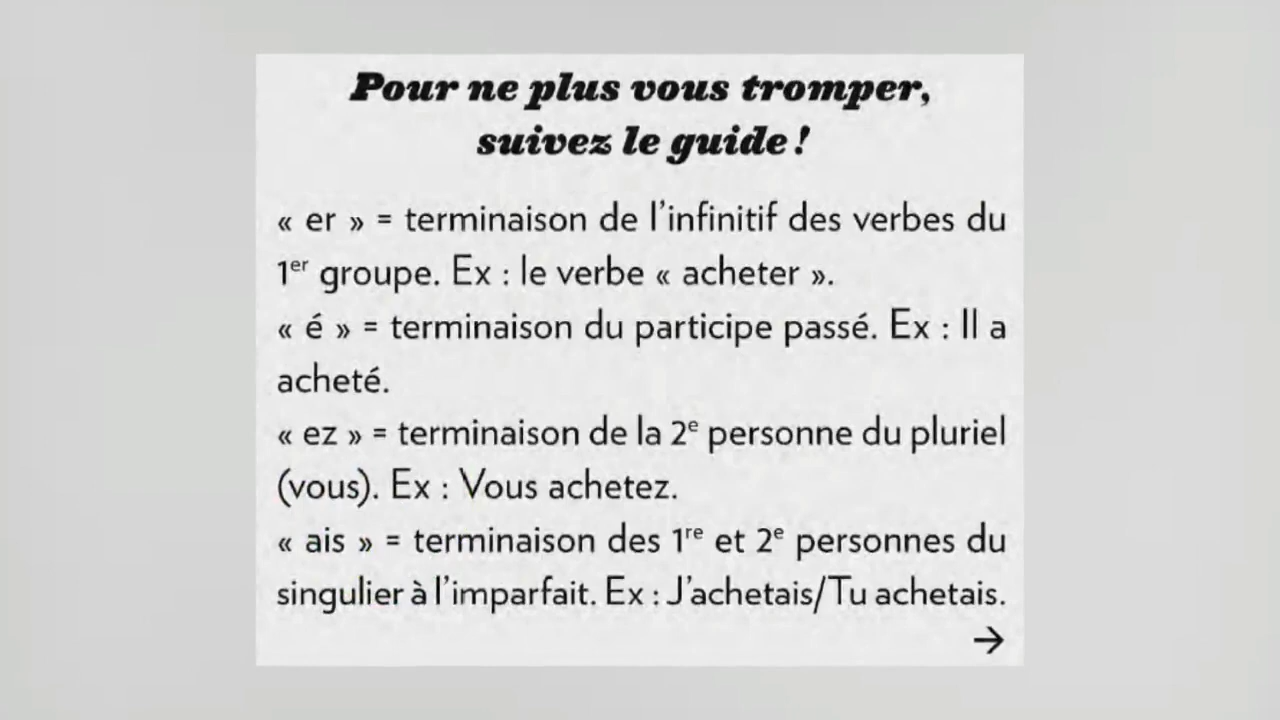 Pour ne plus vous tromper,
suivez le guide !
« er » = terminaison de l’infinitif des verbes du
1er groupe. Ex : le verbe « acheter ».
« é » = terminaison du participe passé. Ex : Il a
acheté.
« ez » = terminaison de la 2e personne du pluriel
(vous). Ex : Vous achetez.
« ais » = terminaison des 1re et 2e personnes du
singulier à l’imparfait. Ex : J’achetais/Tu achetais.
→